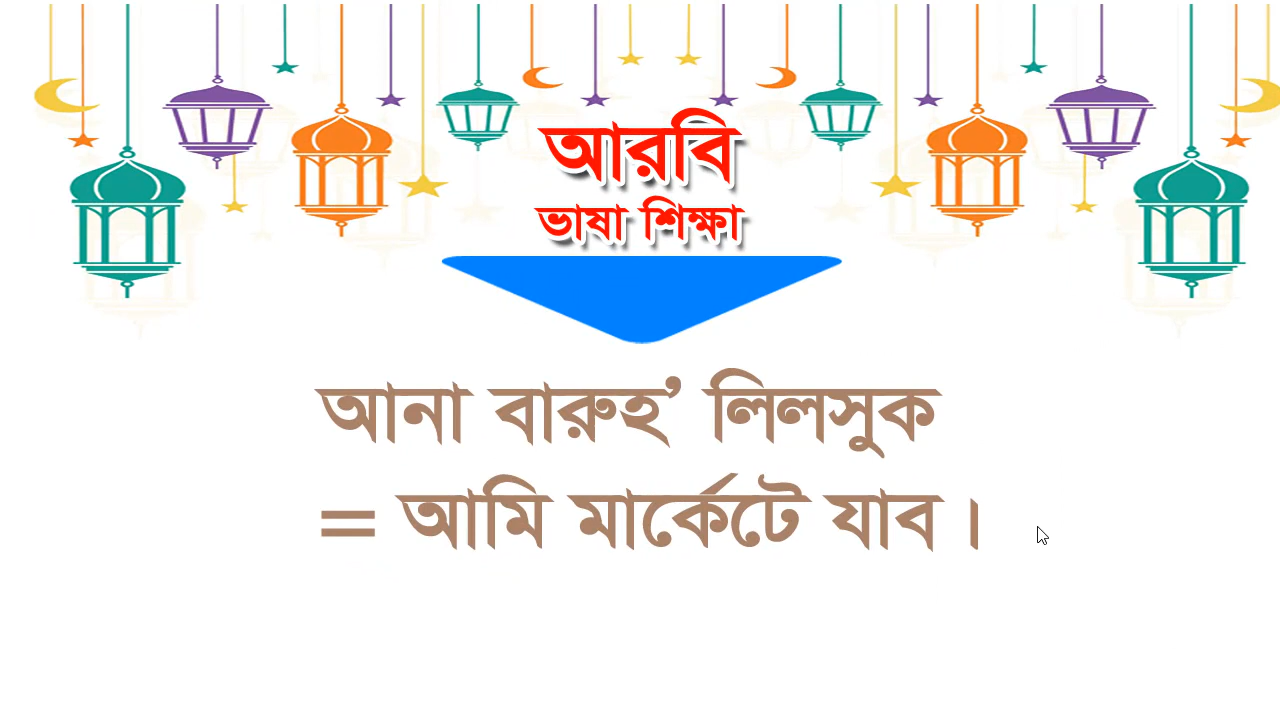 আরবি
ভাষা শিক্ষা
আনা বারুহ’ লিলসুক
= আমি মার্কেটে যাব।